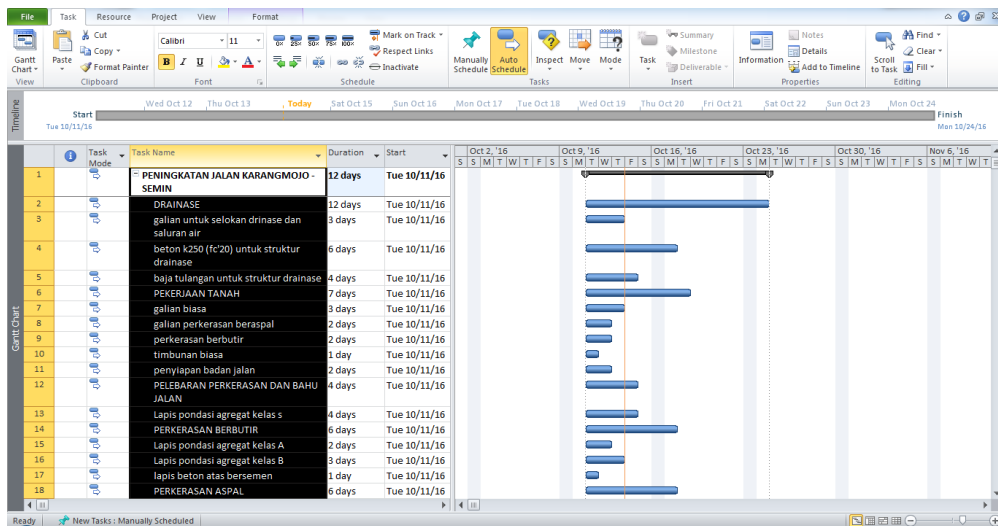 File Task Resource Project View Format
Gantt Chart
View
Paste
Cut
Copy
Format Painter
Clipboard
Calibri 11
B I U A
Font
0% 25% 50% 75% 100%
Mark on Track
Respect Links
Inactivate
Schedule
Manually Schedule
Auto Schedule
Inspect Move Mode
Tasks
Task
Summary
Milestone
Deliverable
Insert
Information
Notes
Details
Add to Timeline
Properties
Scroll to Task
Find
Clear
Fill
Editing
Timeline
Wed Oct 12 Thu Oct 13 Today Sat Oct 15 Sun Oct 16 Mon Oct 17 Tue Oct 18 Wed Oct 19 Thu Oct 20 Fri Oct 21 Sat Oct 22 Sun Oct 23 Mon Oct 24
Start
Tue 10/11/16
Finish
Mon 10/24/16
Gantt Chart
Task Mode Task Name Duration Start
Oct 2, '16 Oct 9, '16 Oct 16, '16 Oct 23, '16 Oct 30, '16 Nov 6, '16
S S M T W T F S S M T W T F S S M T W T F S S M T W T F S S M T W T F S S M T W T
1 PENINGKATAN JALAN KARANGMOJO - SEMIN 12 days Tue 10/11/16
2 DRAINASE 12 days Tue 10/11/16
3 galian untuk selokan drinase dan saluran air 3 days Tue 10/11/16
4 beton k250 (fc'20) untuk struktur drainase 6 days Tue 10/11/16
5 baja tulangan untuk struktur drainase 4 days Tue 10/11/16
6 PEKERJAAN TANAH 7 days Tue 10/11/16
7 galian biasa 3 days Tue 10/11/16
8 galian perkerasan beraspal 2 days Tue 10/11/16
9 perkerasan berbutir 2 days Tue 10/11/16
10 timbunan biasa 1 day Tue 10/11/16
11 penyiapan badan jalan 2 days Tue 10/11/16
12 PELEBARAN PERKERASAN DAN BAHU JALAN 4 days Tue 10/11/16
13 Lapis pondasi agregat kelas s 4 days Tue 10/11/16
14 PERKERASAN BERBUTIR 6 days Tue 10/11/16
15 Lapis pondasi agregat kelas A 2 days Tue 10/11/16
16 Lapis pondasi agregat kelas B 3 days Tue 10/11/16
17 lapis beton atas bersemen 1 day Tue 10/11/16
18 PERKERASAN ASPAL 6 days Tue 10/11/16
Ready New Tasks : Manually Scheduled